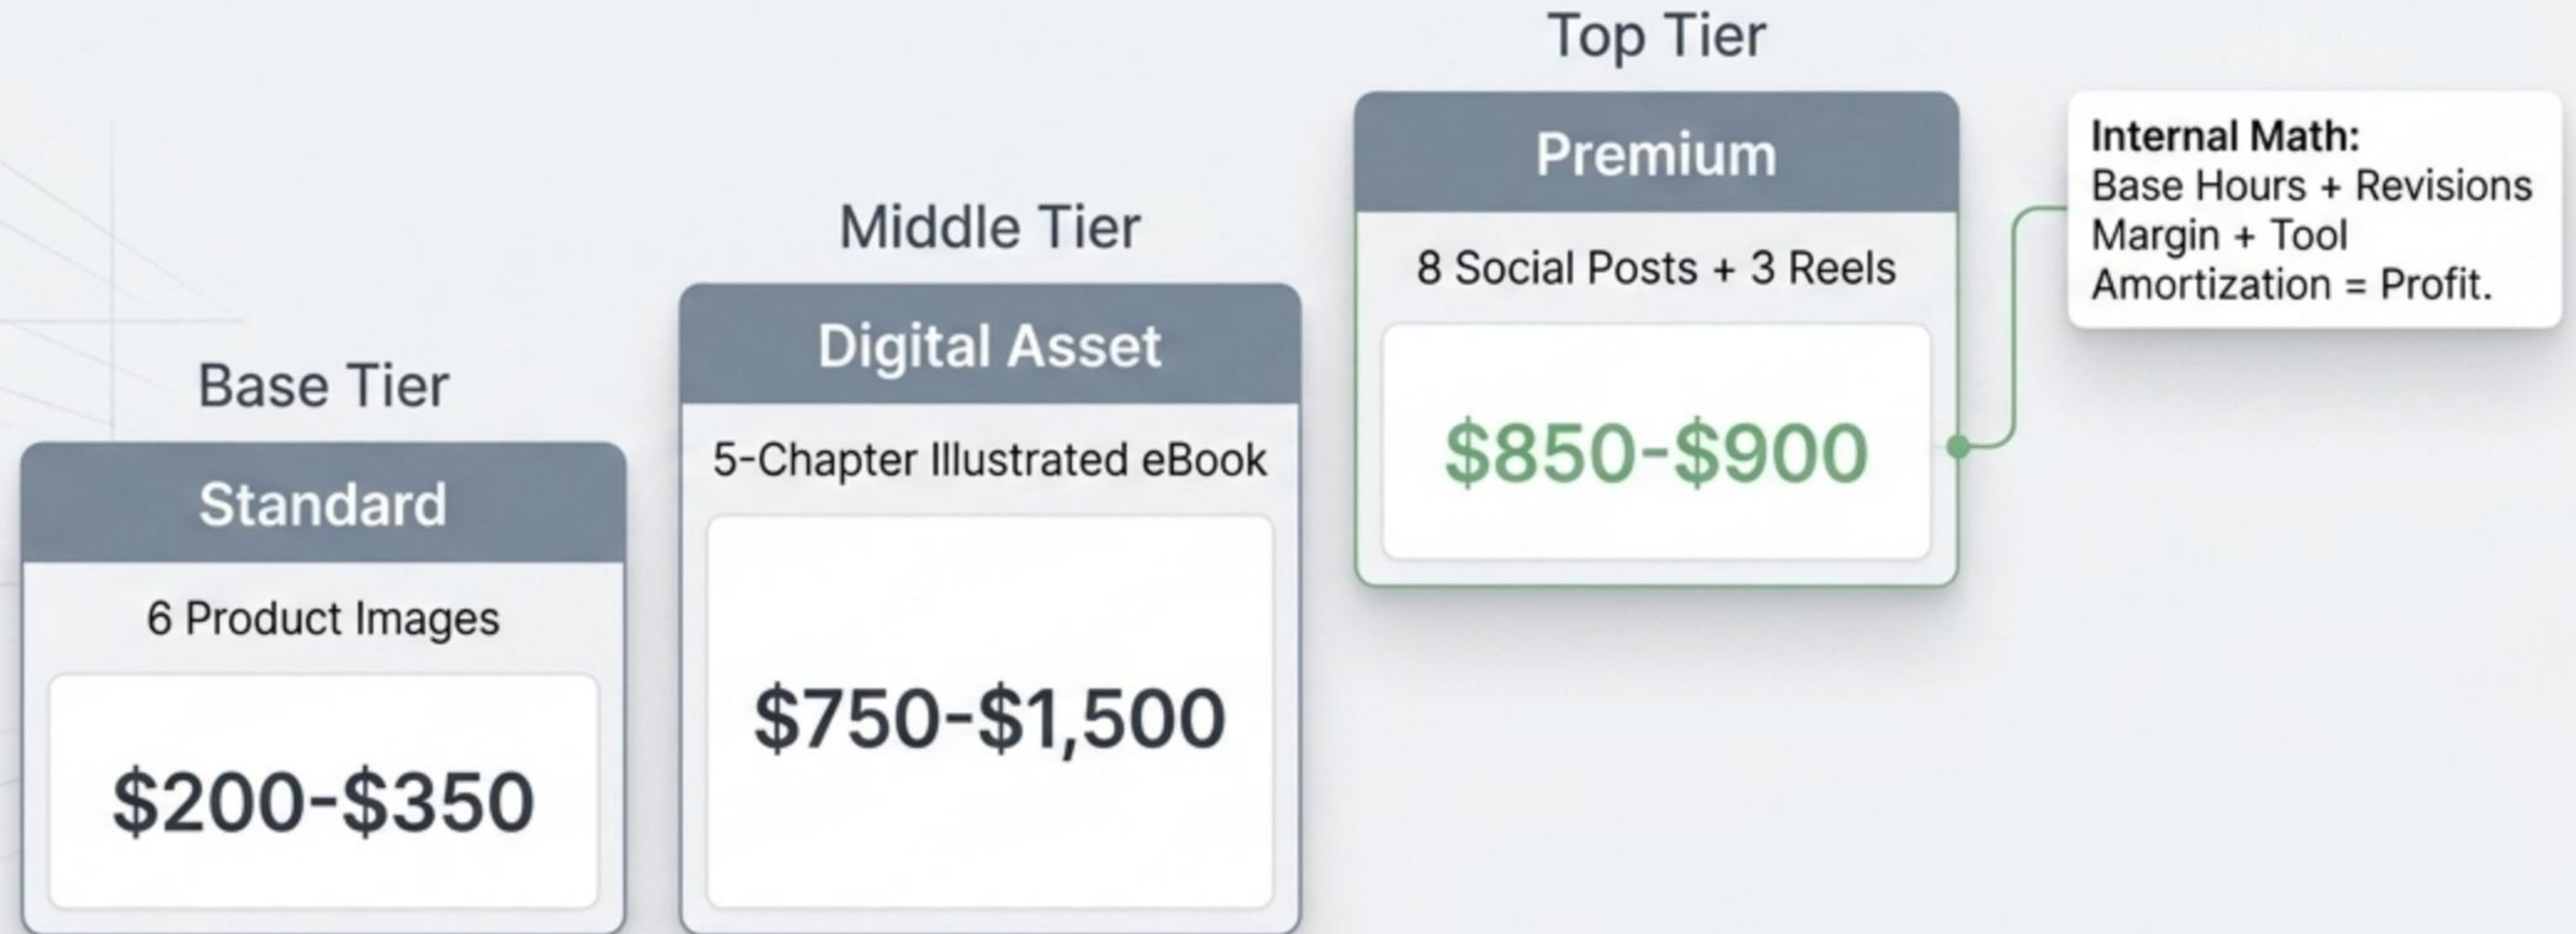 Base Tier
Standard
6 Product Images
$200-$350
Middle Tier
Digital Asset
5-Chapter Illustrated eBook
$750-$1,500
Top Tier
Premium
8 Social Posts + 3 Reels
$850-$900
Internal Math:
Base Hours + Revisions
Margin + Tool
Amortization = Profit.